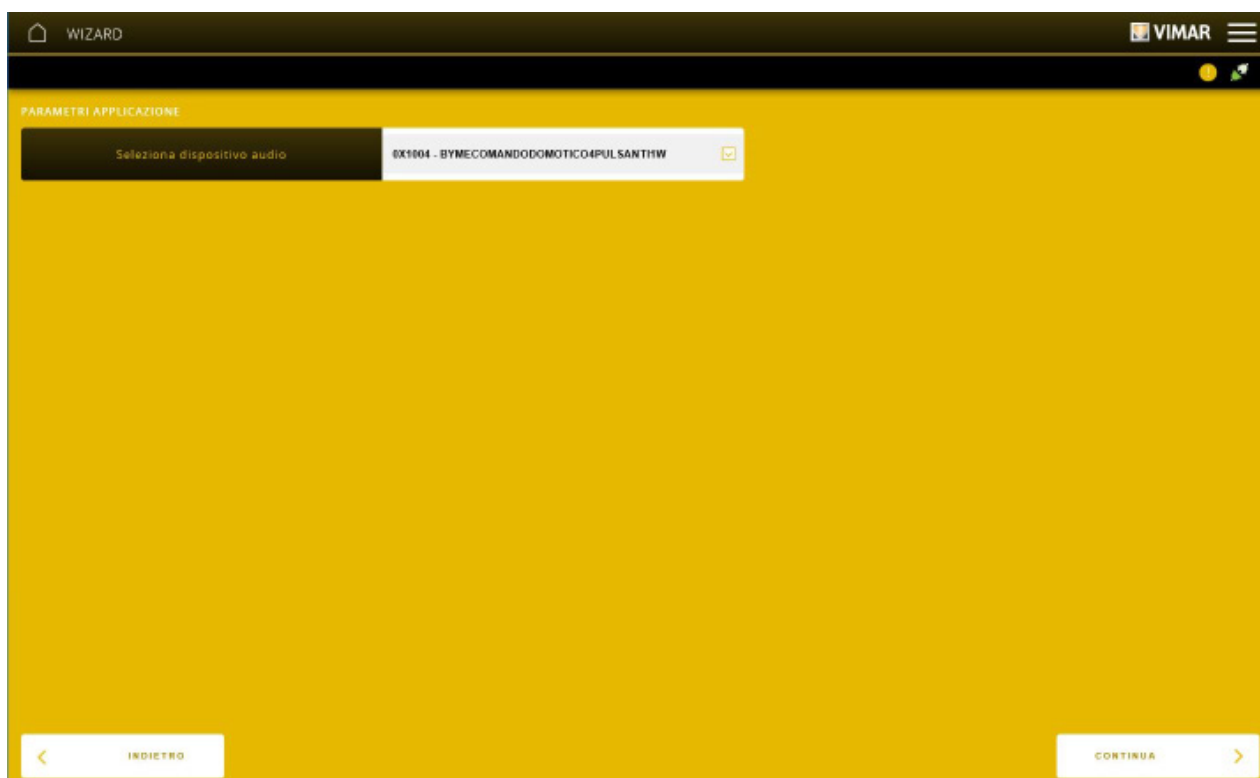 WIZARD
VIMAR
PARAMETRI APPLICAZIONE
Seleziona dispositivo audio
0X1004 - BYMECOMANDODOMOTICO4PULSANTI1W
INDIETRO
CONTINUA